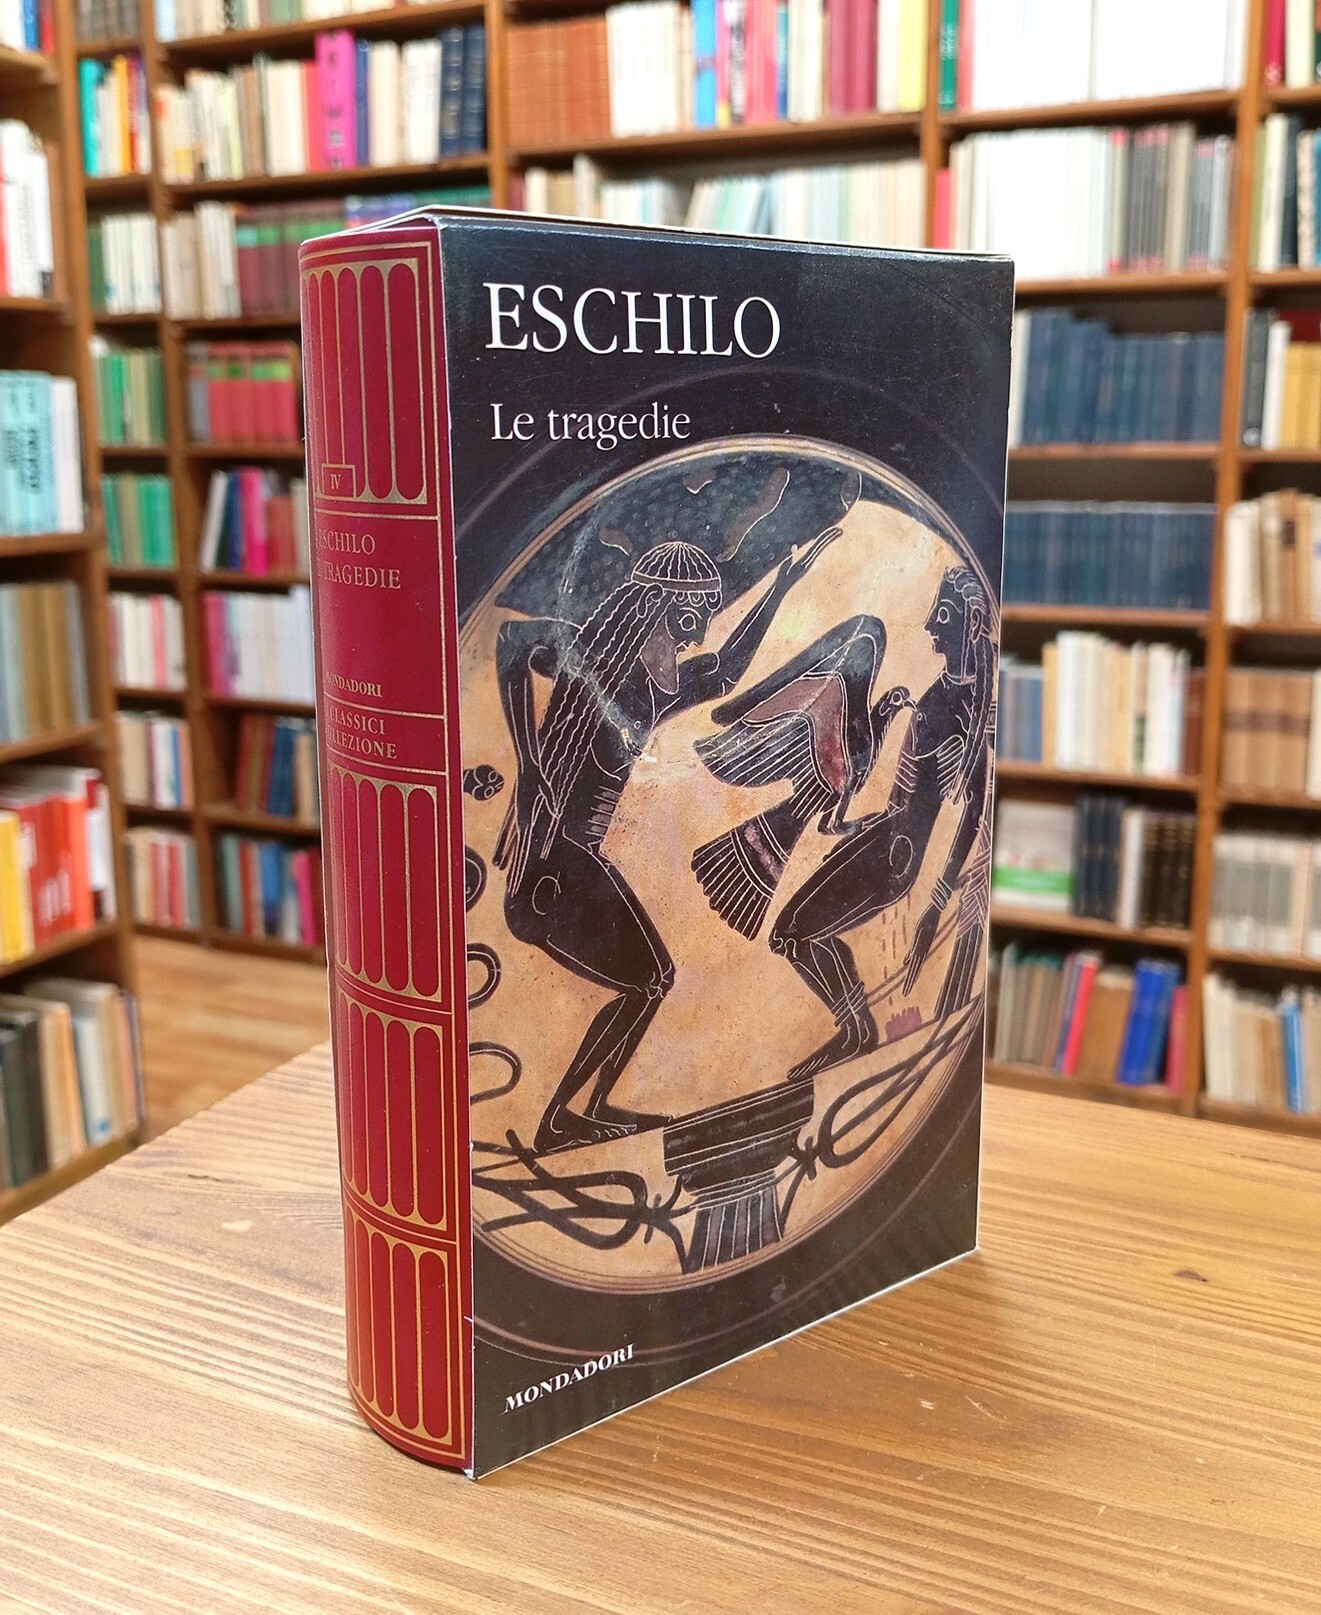 ESCHILO
Le tragedie
MONDADORI
IV
ESCHILO
TRAGEDIE
MONDADORI
CLASSICI
COLLEZIONE